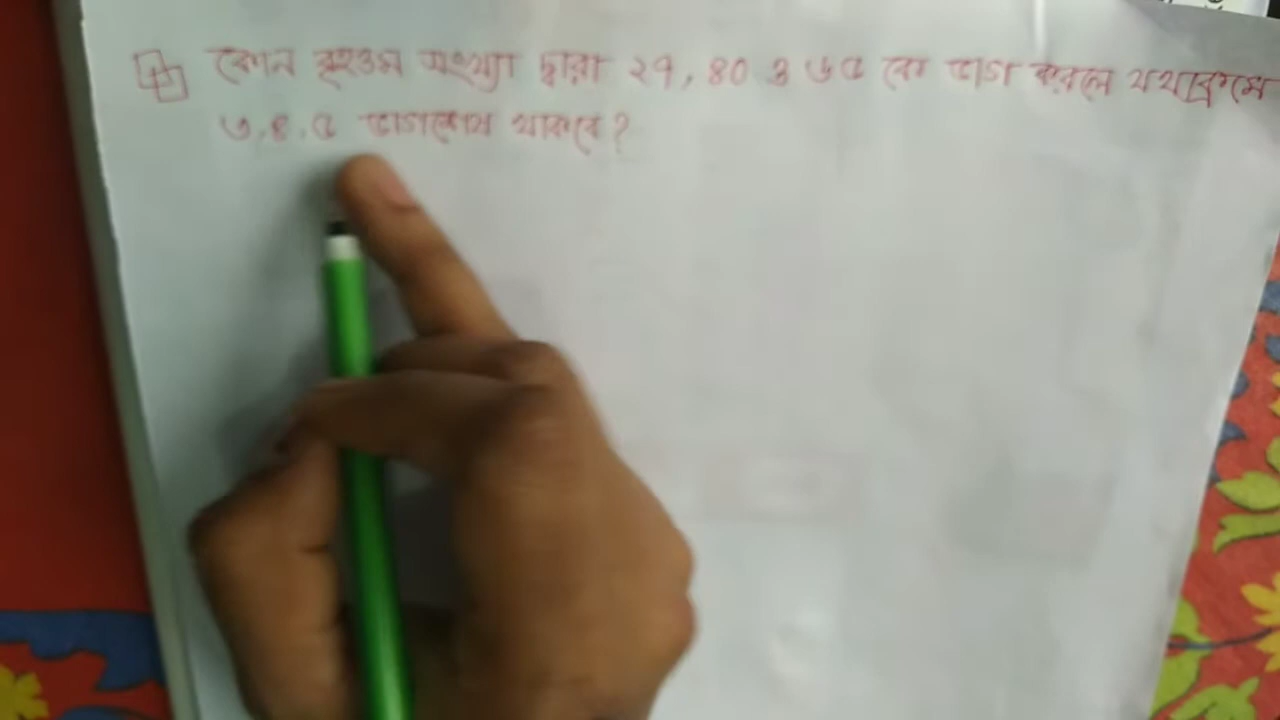 কোন বৃহত্তম সংখ্যা দ্বারা ২৭, ৪০ ও ৬৫ কে ভাগ করলে যথাক্রমে
৩, ৪, ৫ ভাগশেষ থাকবে?